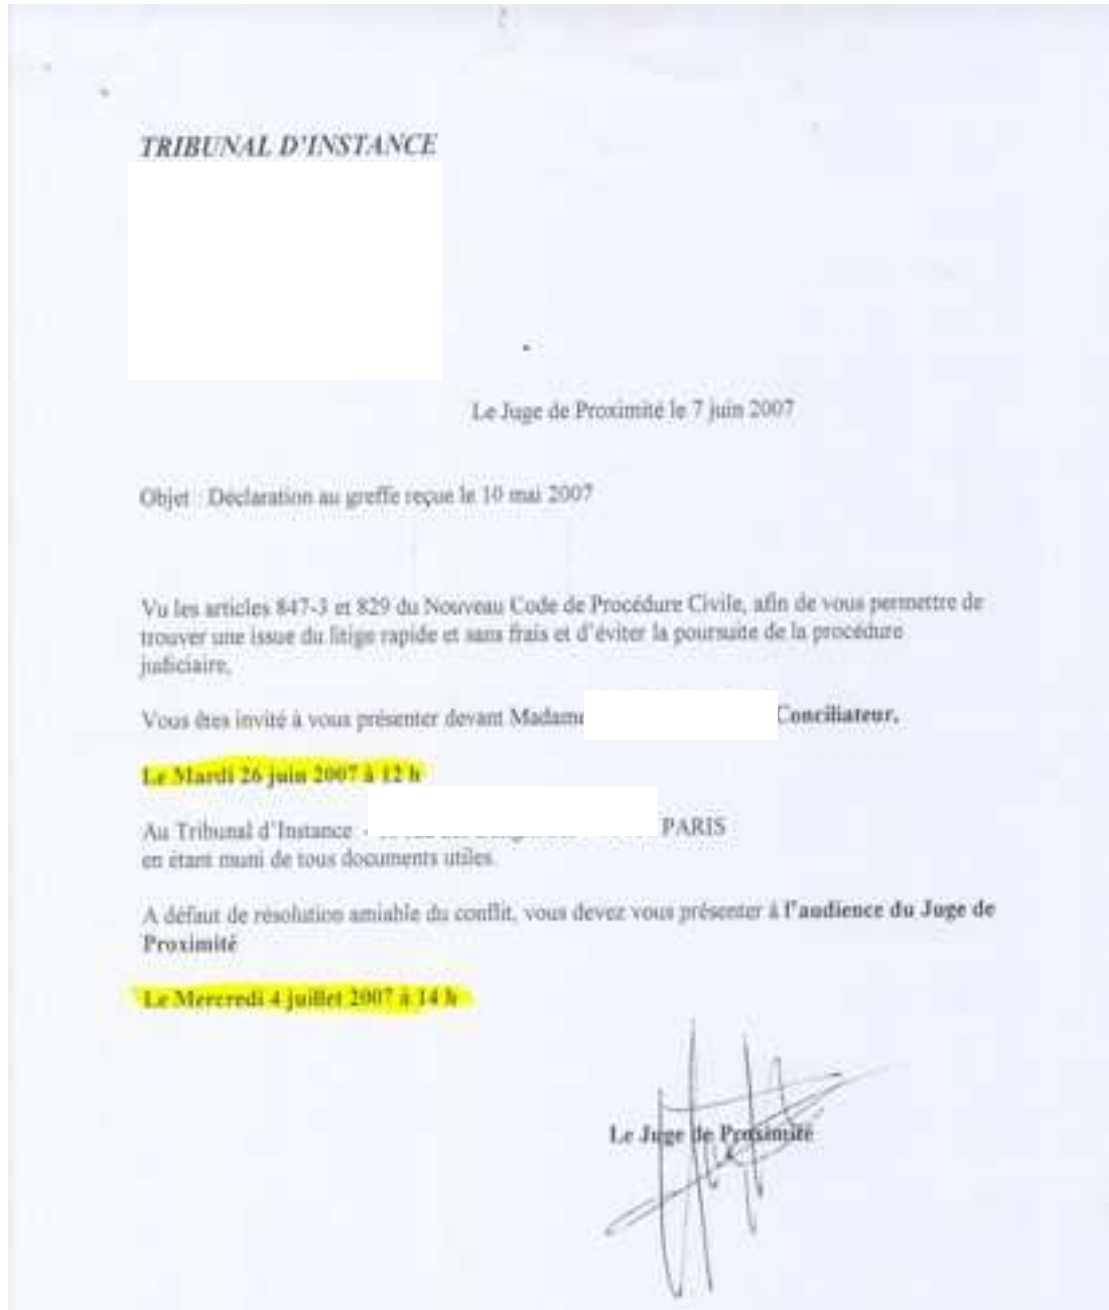 TRIBUNAL D'INSTANCE
Le Juge de Proximité le 7 juin 2007
Objet : Déclaration au greffe reçue le 10 mai 2007
Vu les articles 847-3 et 829 du Nouveau Code de Procédure Civile, afin de vous permettre de
trouver une issue du litige rapide et sans frais et d'éviter la poursuite de la procédure
judiciaire,
Vous êtes invité à vous présenter devant Madame Conciliateur.
Le Mardi 26 juin 2007 à 12 h
Au Tribunal d'Instance - PARIS
en étant muni de tous documents utiles.
A défaut de résolution amiable du conflit, vous devez vous présenter à l'audience du Juge de
Proximité
Le Mercredi 4 juillet 2007 à 14 h
Le Juge de Proximité